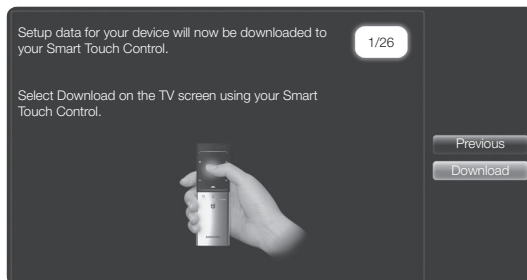 Setup data for your device will now be downloaded to
your Smart Touch Control.
1/26
Select Download on the TV screen using your Smart
Touch Control.
Previous
Download